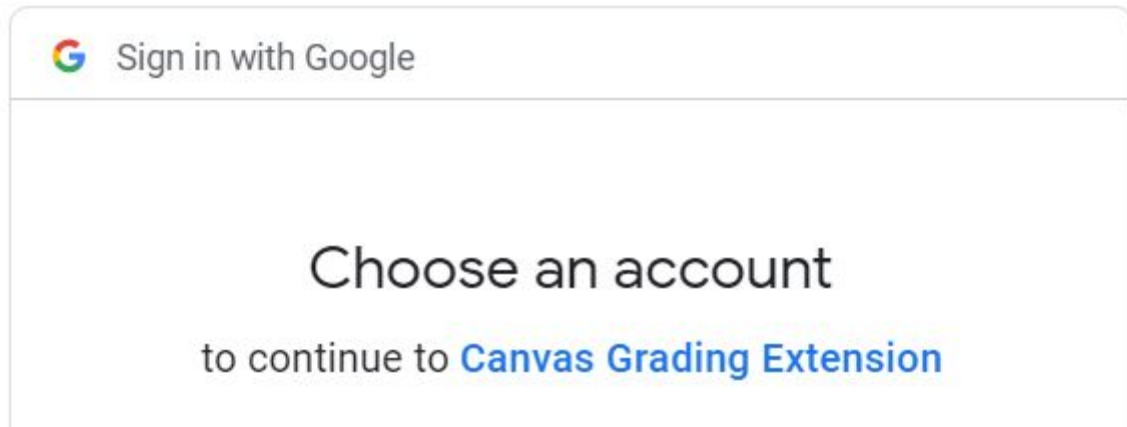 Sign in with Google
Choose an account
to continue to Canvas Grading Extension